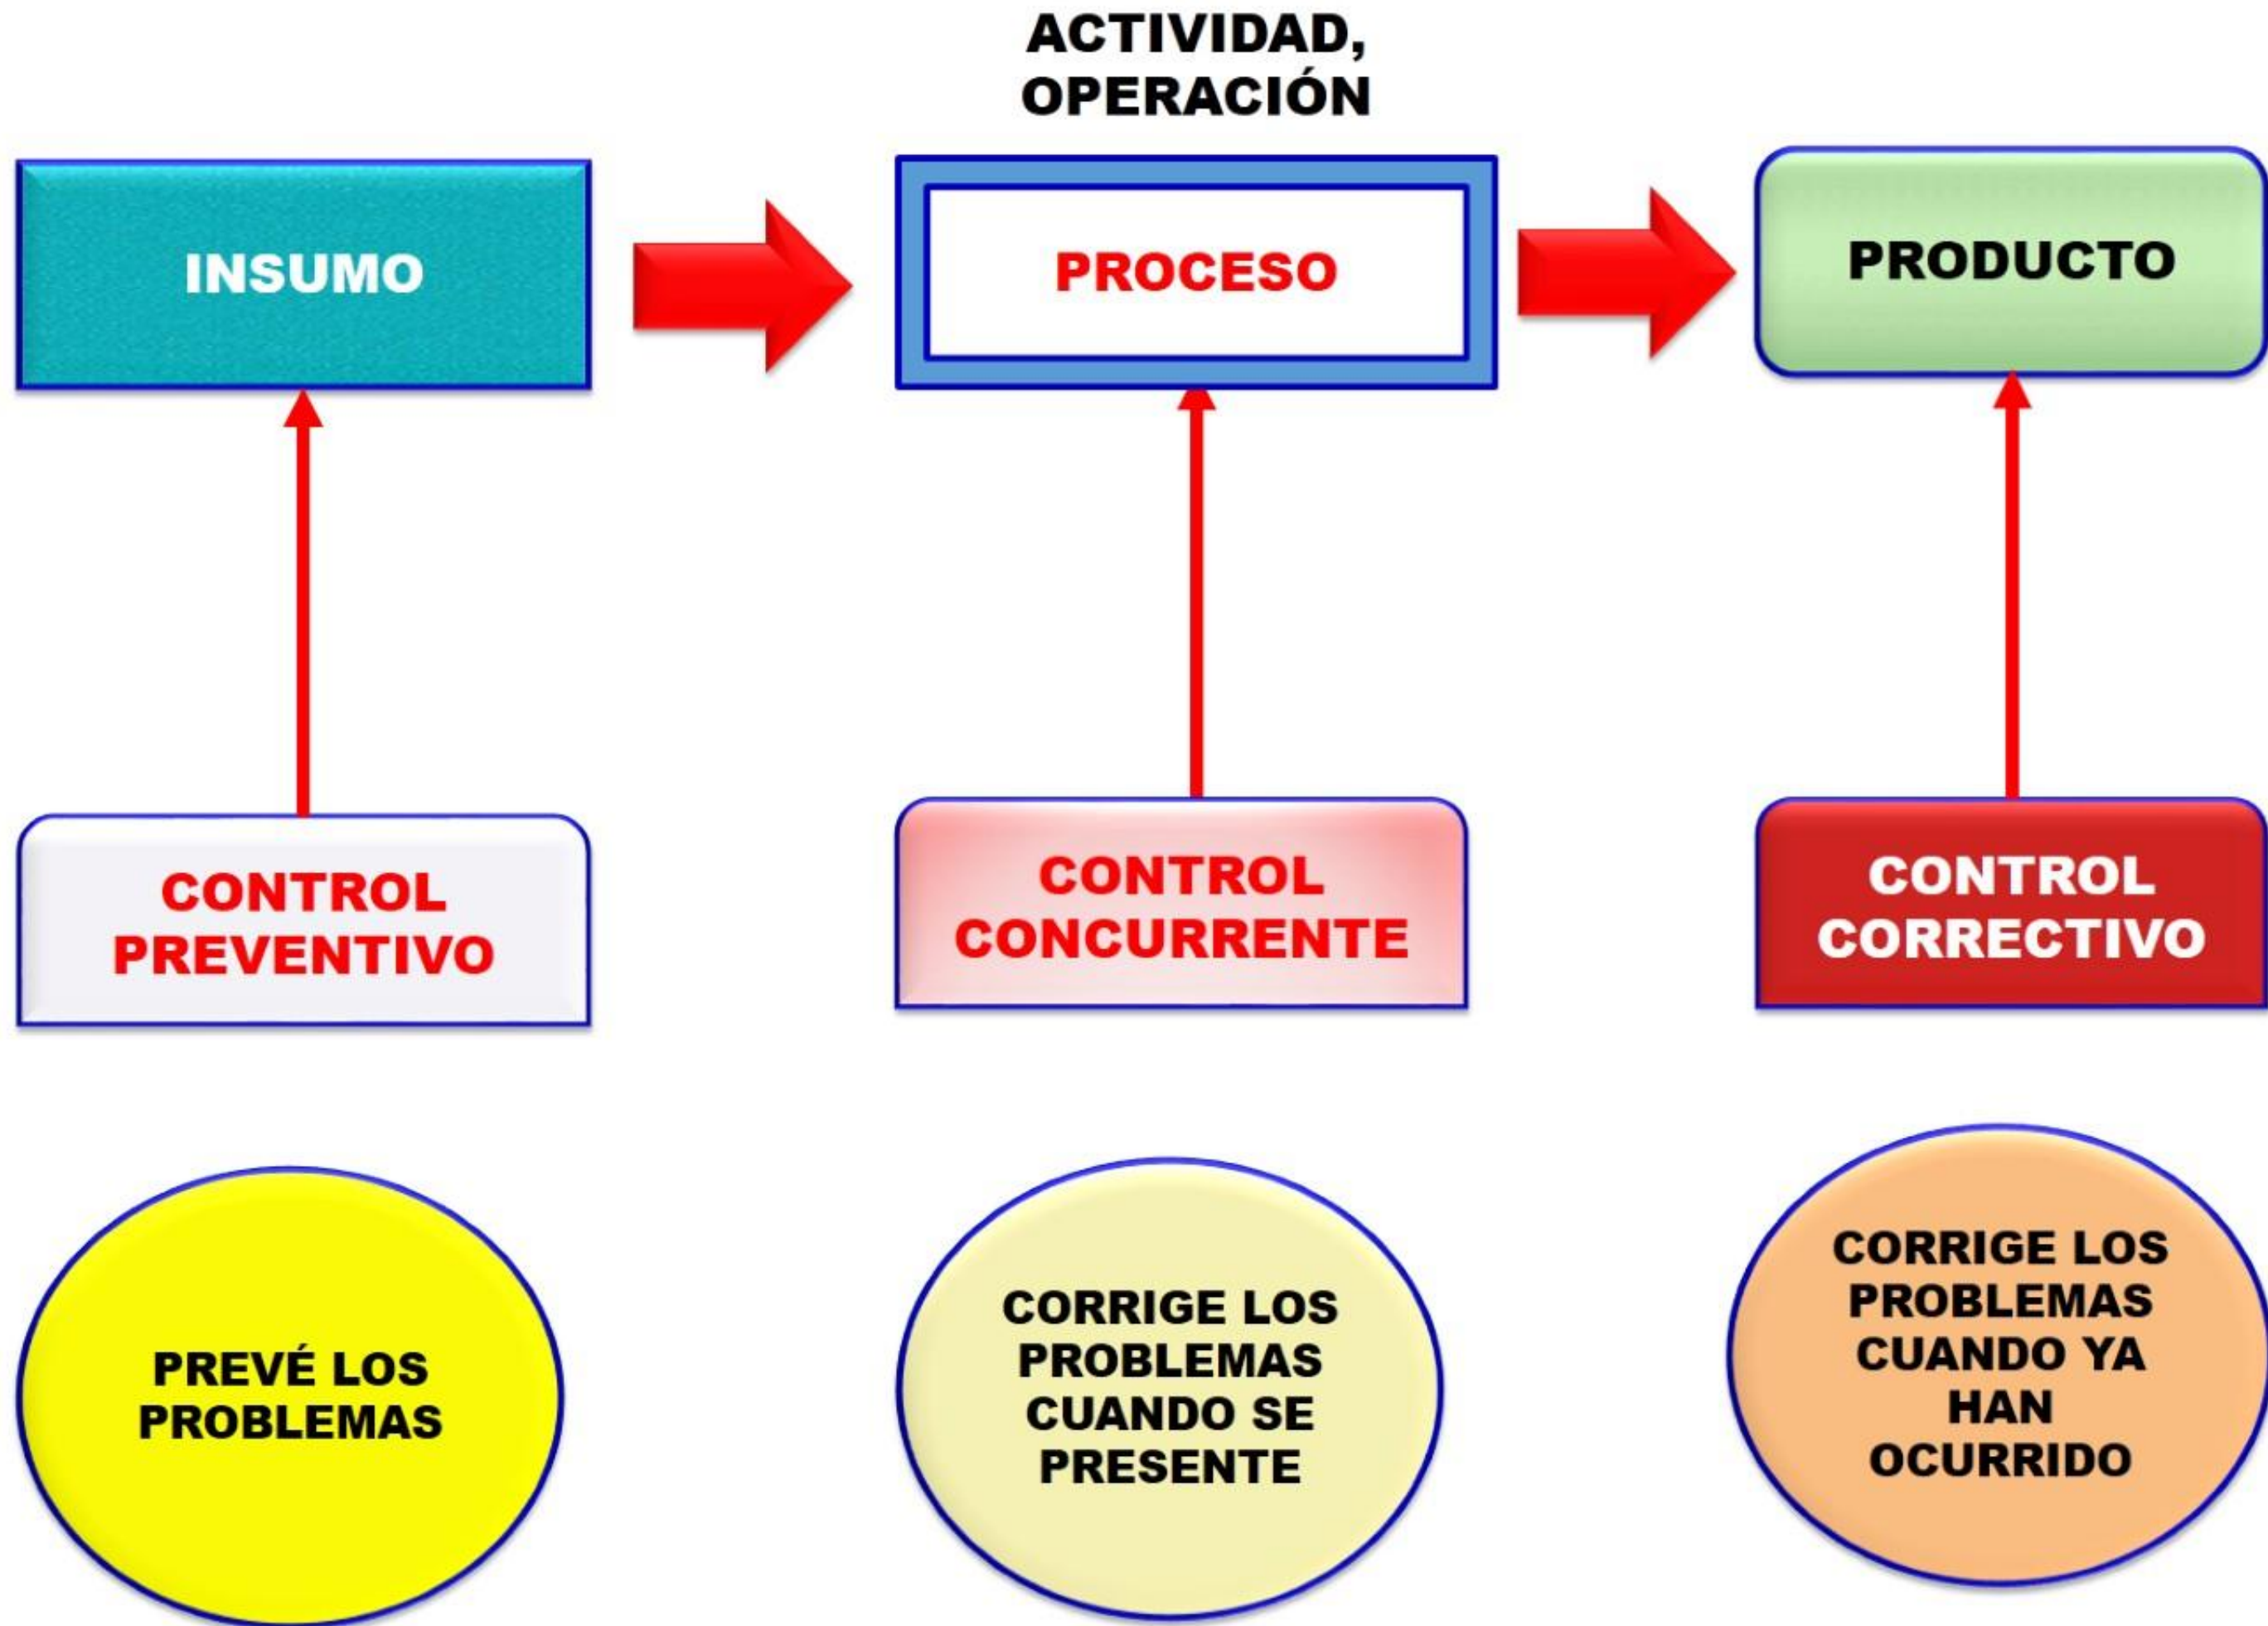 ACTIVIDAD,
OPERACIÓN
INSUMO
PROCESO
PRODUCTO
CONTROL
PREVENTIVO
CONTROL
CONCURRENTE
CONTROL
CORRECTIVO
PREVÉ LOS
PROBLEMAS
CORRIGE LOS
PROBLEMAS
CUANDO SE
PRESENTE
CORRIGE LOS
PROBLEMAS
CUANDO YA
HAN
OCURRIDO